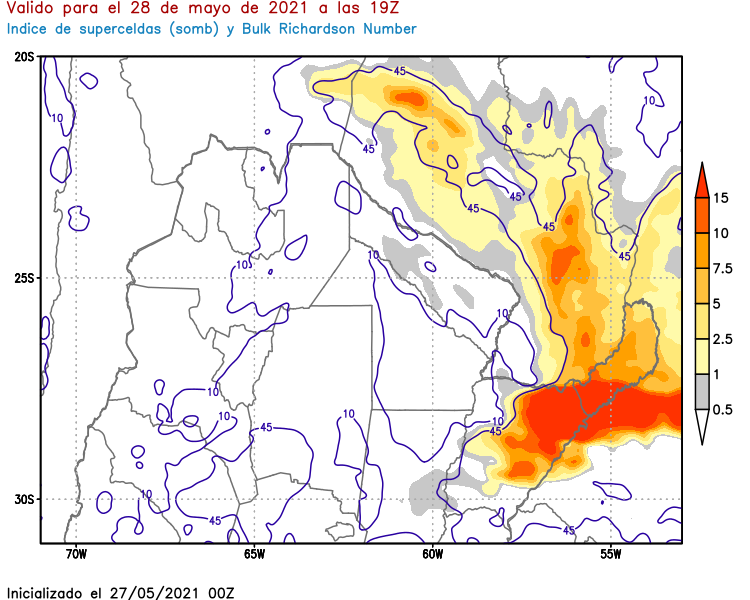 Valido para el 28 de mayo de 2021 a las 19Z
Indice de superceldas (somb) y Bulk Richardson Number
20S
45
10
10
45
15
45
45
10
45
45
7.5
10
10
25S
5
10
2.5
1
10
10
10
10
0.5
45
45
10
30S
45
45
70W
65W
60W
55W
Inicializado el 27/05/2021 00Z